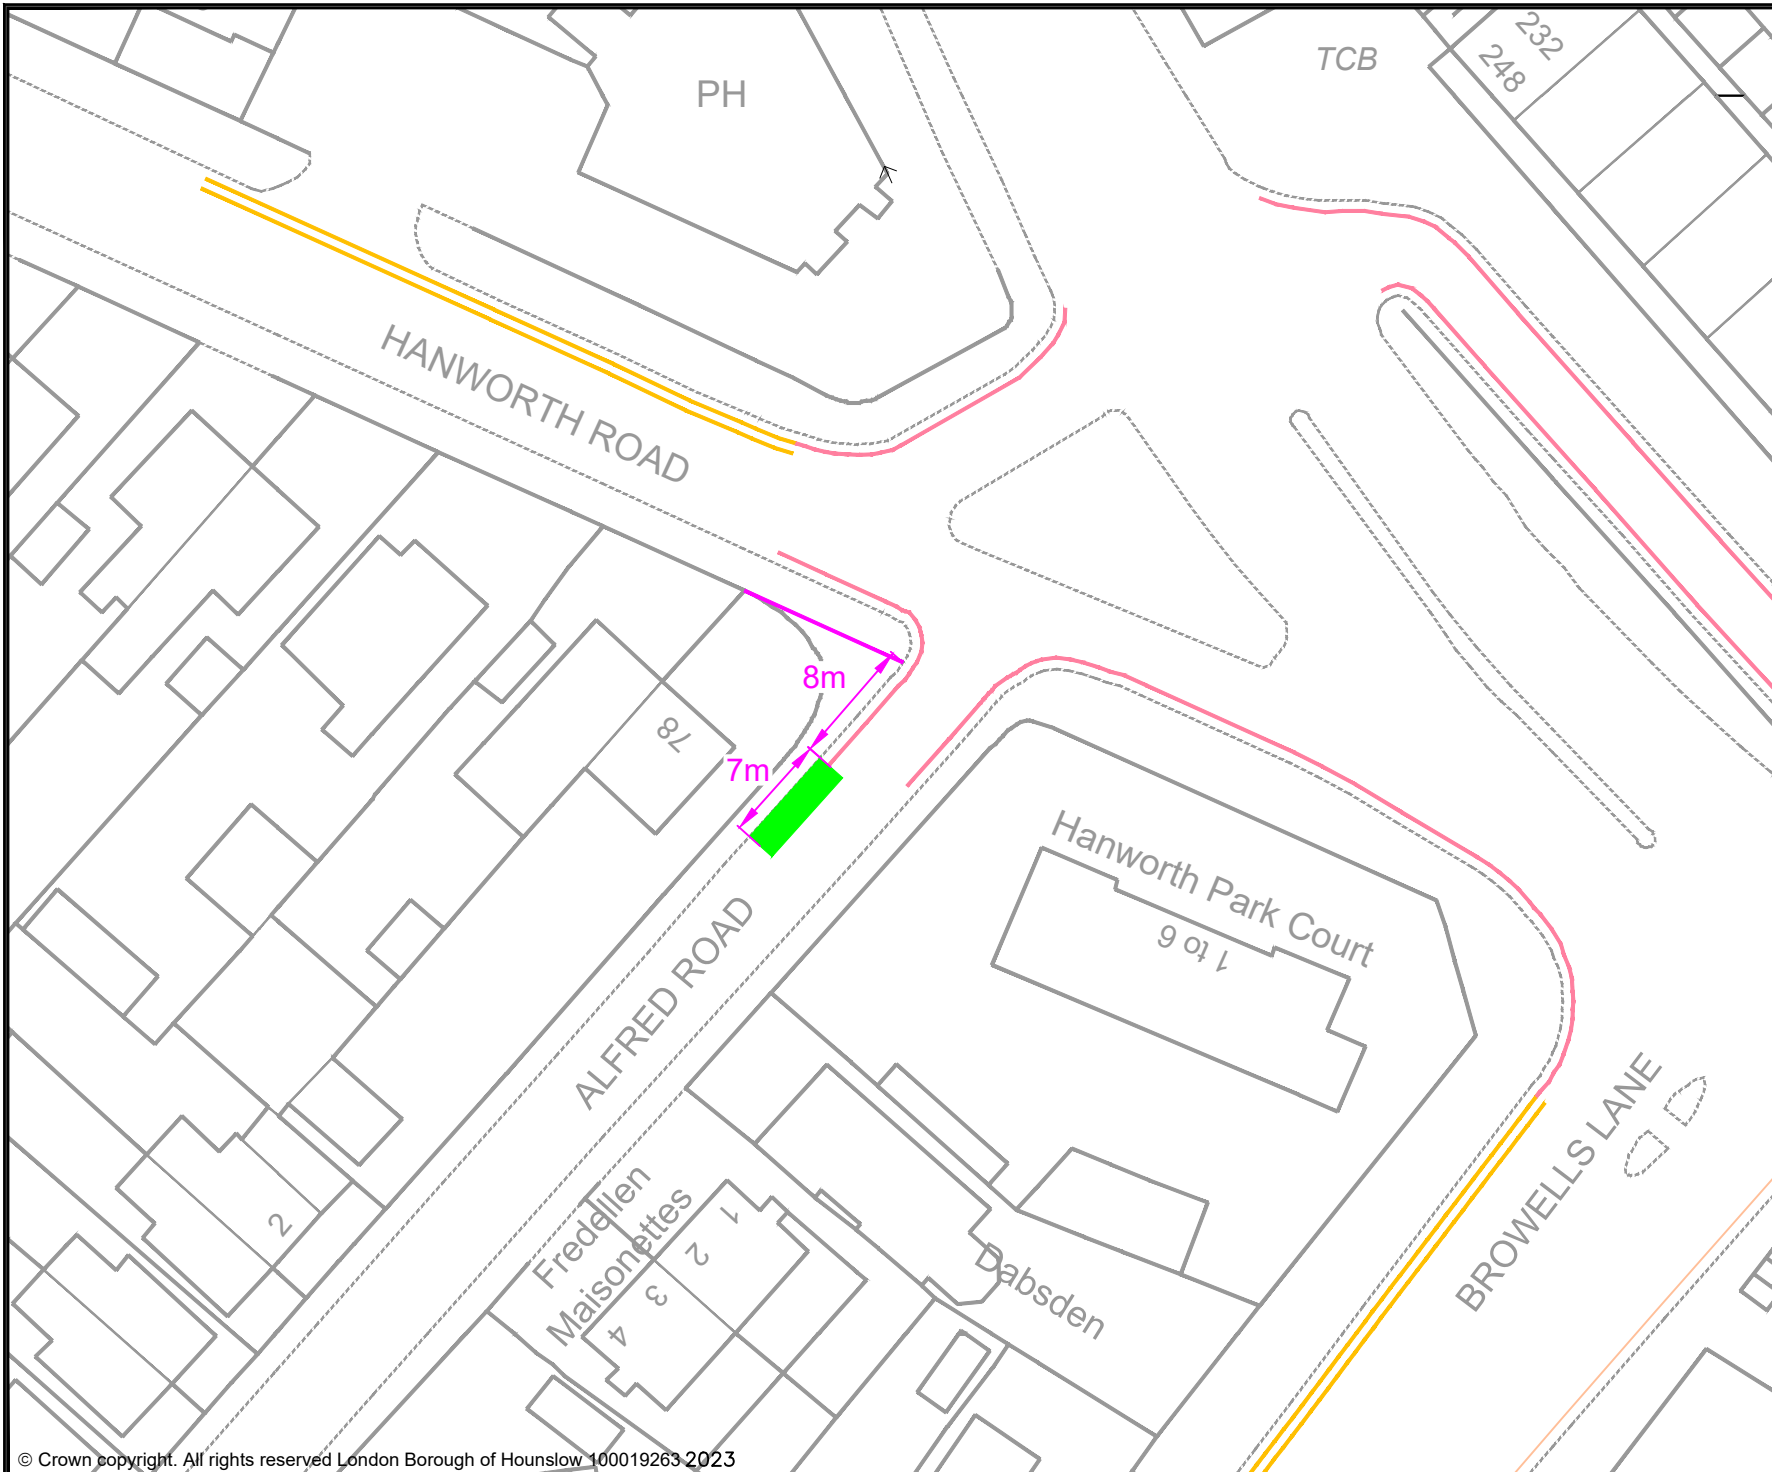 232
248
TCB
PH
HANWORTH ROAD
8m
78
7m
Hanworth Park Court
1 to 6
ALFRED ROAD
BROWELLS LANE
Fredellen
Maisonettes
1
2
3
4
2
Dabsden
© Crown copyright. All rights reserved London Borough of Hounslow 100019263 2023